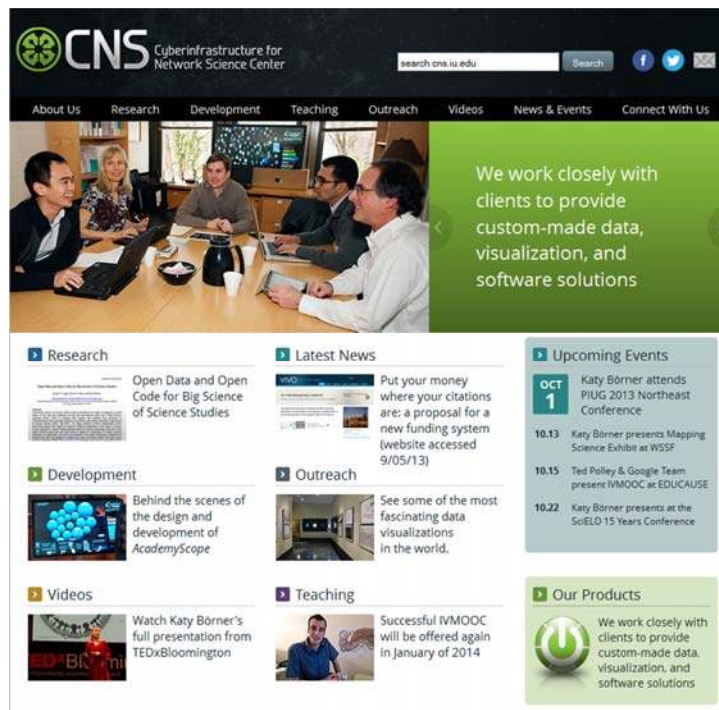 CNS Cyberinfrastructure for
Network Science Center
search cns.iu.edu
Search
About Us Research Development Teaching Outreach Videos News & Events Connect With Us
We work closely with
clients to provide
custom-made data,
visualization, and
software solutions
Research
Open Data and Open
Code for Big Science
of Science Studies
Latest News
VIVO
Put your money
where your citations
are: a proposal for a
new funding system
(website accessed
9/05/13)
Development
Behind the scenes of
the design and
development of
AcademyScope
Outreach
See some of the most
fascinating data
visualizations
in the world.
Videos
Watch Katy Börner's
full presentation from
TEDxBloomington
Teaching
Successful IVMOOC
will be offered again
in January of 2014
Upcoming Events
OCT
1
Katy Börner attends
PIUG 2013 Northeast
Conference
10.13 Katy Börner presents Mapping
Science Exhibit at WSSF
10.15 Ted Polley & Google Team
present IVMOOC at EDUCAUSE
10.22 Katy Börner presents at the
SciELO 15 Years Conference
Our Products
We work closely with
clients to provide
custom-made data,
visualization, and
software solutions